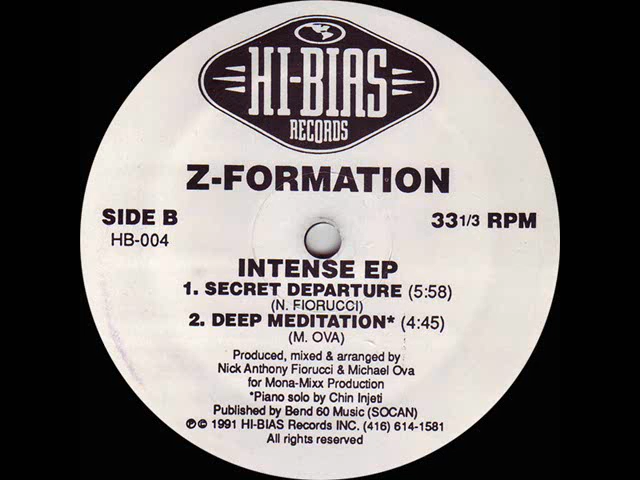 HI-BIAS
RECORDS
Z-FORMATION
SIDE B
33 1/3 RPM
HB-004
INTENSE EP
1. SECRET DEPARTURE (5:58)
(N. FIORUCCI)
2. DEEP MEDITATION* (4:45)
(M. OVA)
Produced, mixed & arranged by
Nick Anthony Fiorucci & Michael Ova
for Mona-Mixx Production
*Piano solo by Chin Injeti
Published by Bend 60 Music (SOCAN)
℗ © 1991 HI-BIAS Records INC. (416) 614-1581
All rights reserved